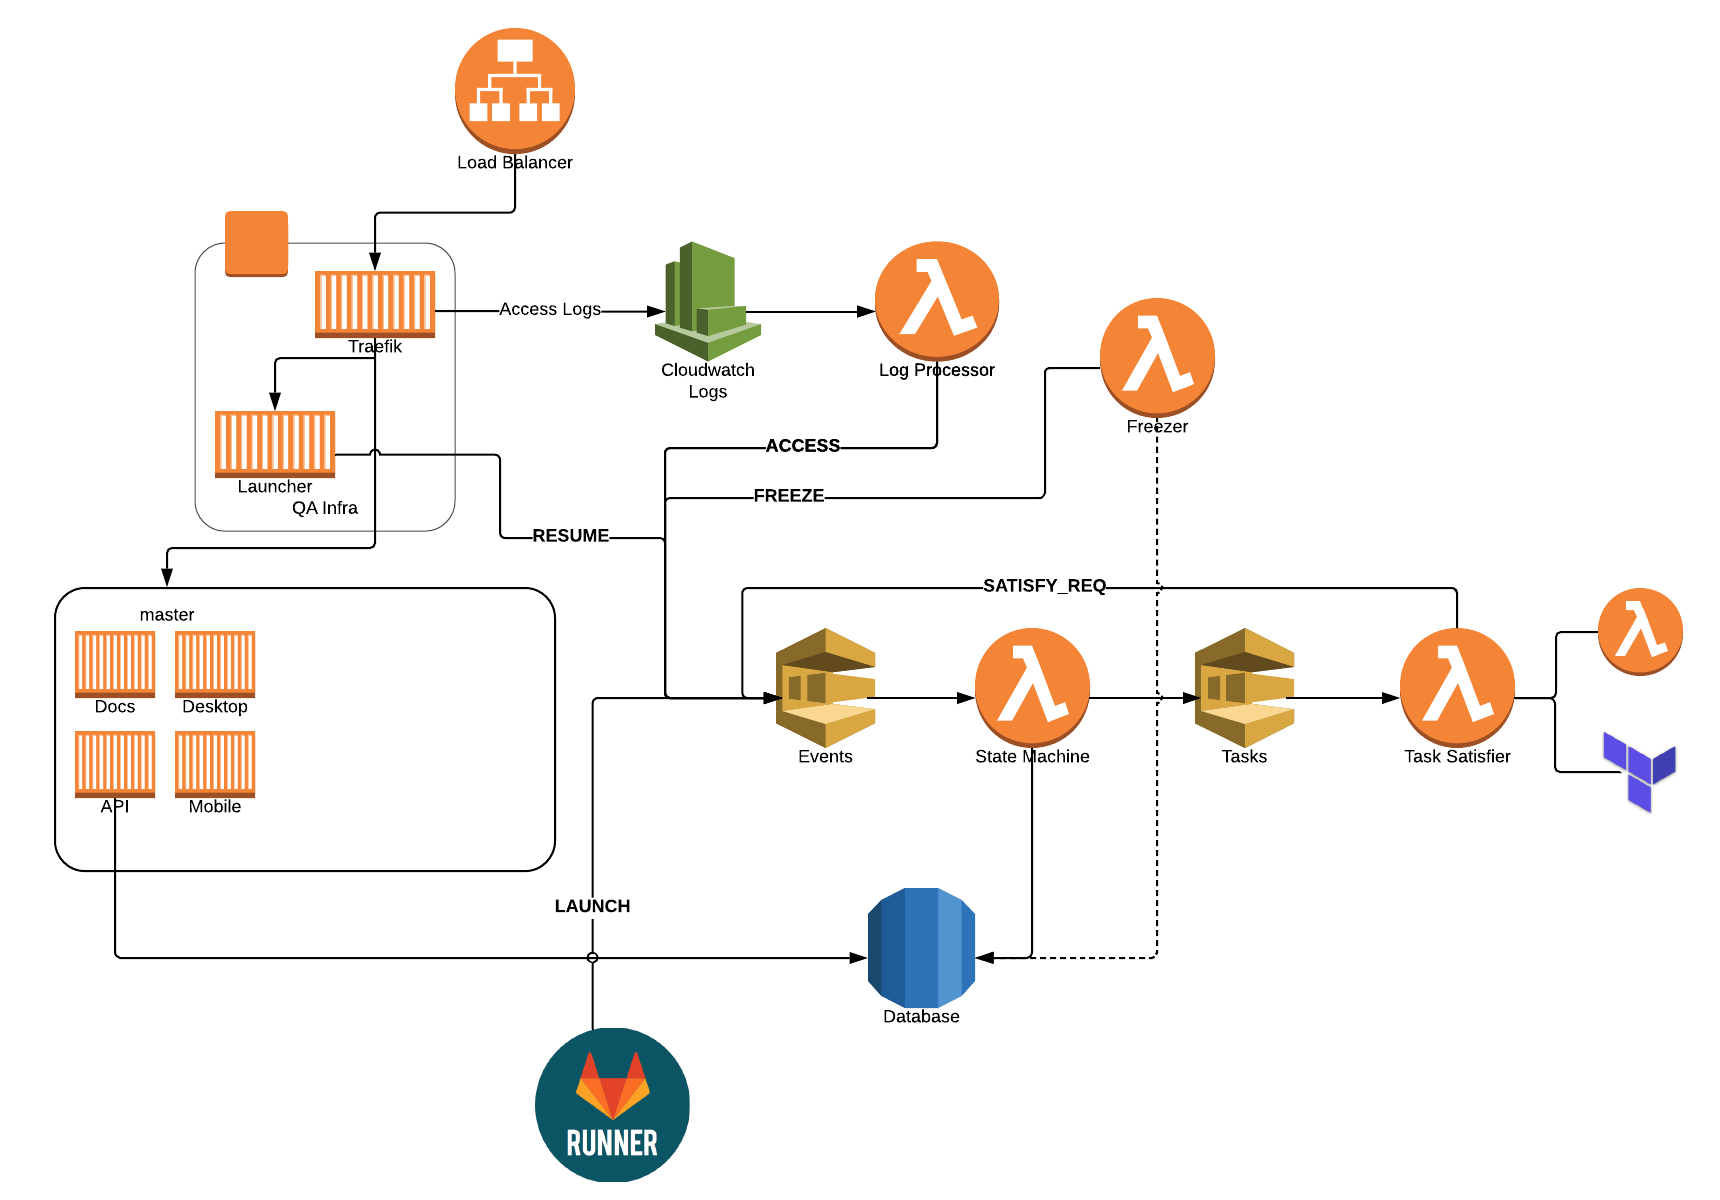 Load Balancer
Traefik
Access Logs
Cloudwatch
Logs
Log Processor
Freezer
Launcher
QA Infra
ACCESS
FREEZE
RESUME
SATISFY_REQ
master
Docs
Desktop
API
Mobile
Events
State Machine
Tasks
Task Satisfier
LAUNCH
Database
RUNNER